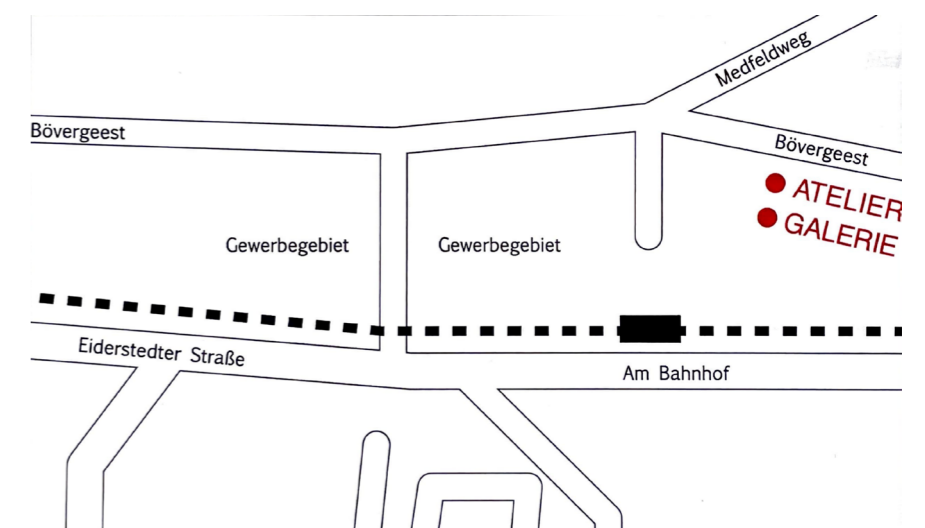 Medfeldweg
Bövergeest
Bövergeest
ATELIER
GALERIE
Gewerbegebiet
Gewerbegebiet
Eiderstedter Straße
Am Bahnhof